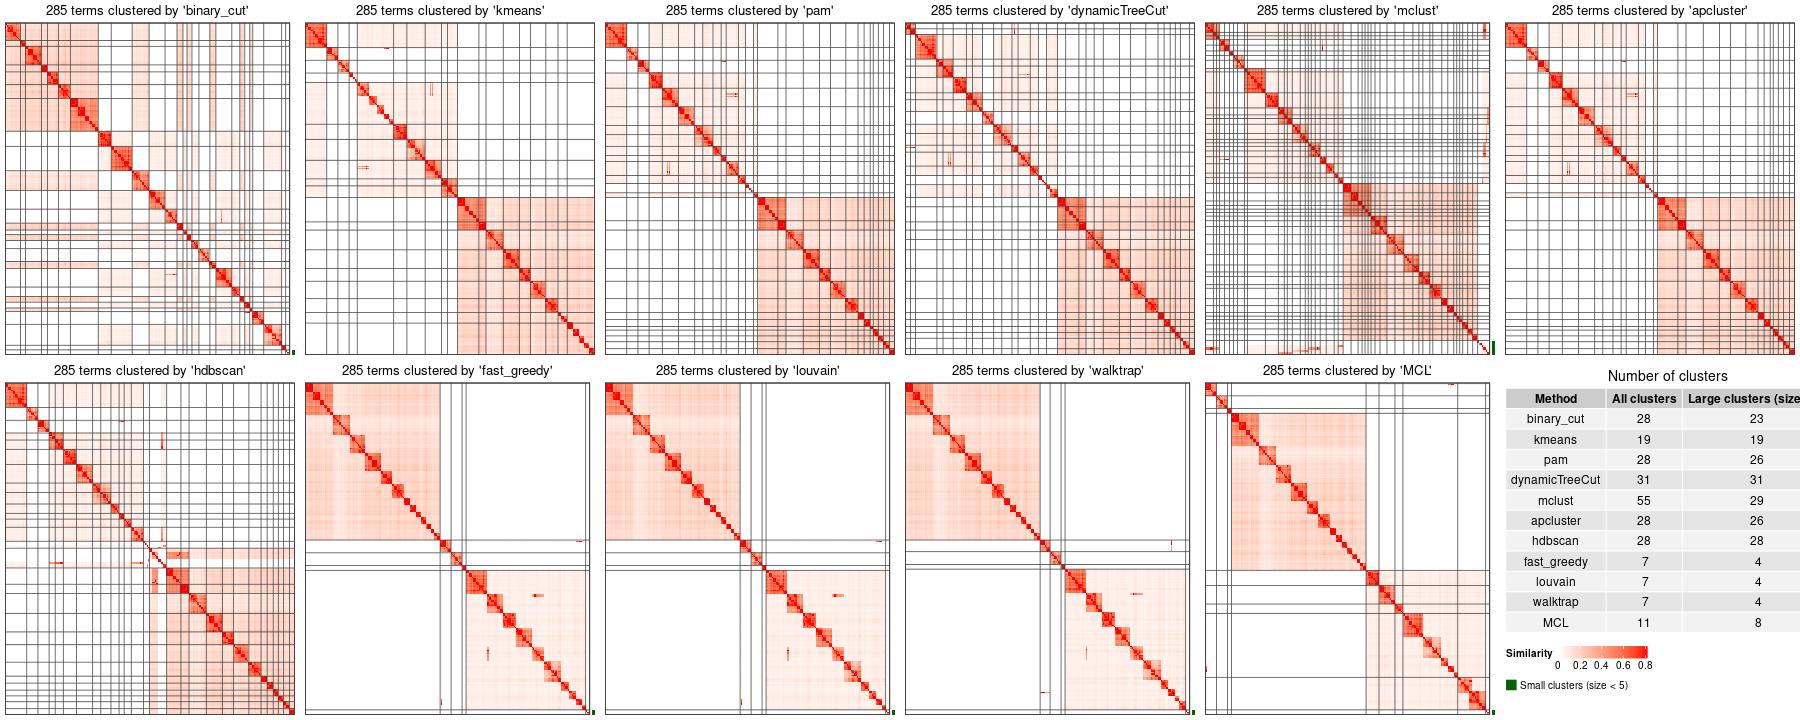 285 terms clustered by 'binary_cut'
285 terms clustered by 'kmeans'
285 terms clustered by 'pam'
285 terms clustered by 'dynamicTreeCut'
285 terms clustered by 'mclust'
285 terms clustered by 'apcluster'
285 terms clustered by 'hdbscan'
285 terms clustered by 'fast_greedy'
285 terms clustered by 'louvain'
285 terms clustered by 'walktrap'
285 terms clustered by 'MCL'
Number of clusters
Method All clusters Large clusters (size
binary_cut 28 23
kmeans 19 19
pam 28 26
dynamicTreeCut 31 31
mclust 55 29
apcluster 28 26
hdbscan 28 28
fast_greedy 7 4
louvain 7 4
walktrap 7 4
MCL 11 8
Similarity
0 0.2 0.4 0.6 0.8
Small clusters (size < 5)